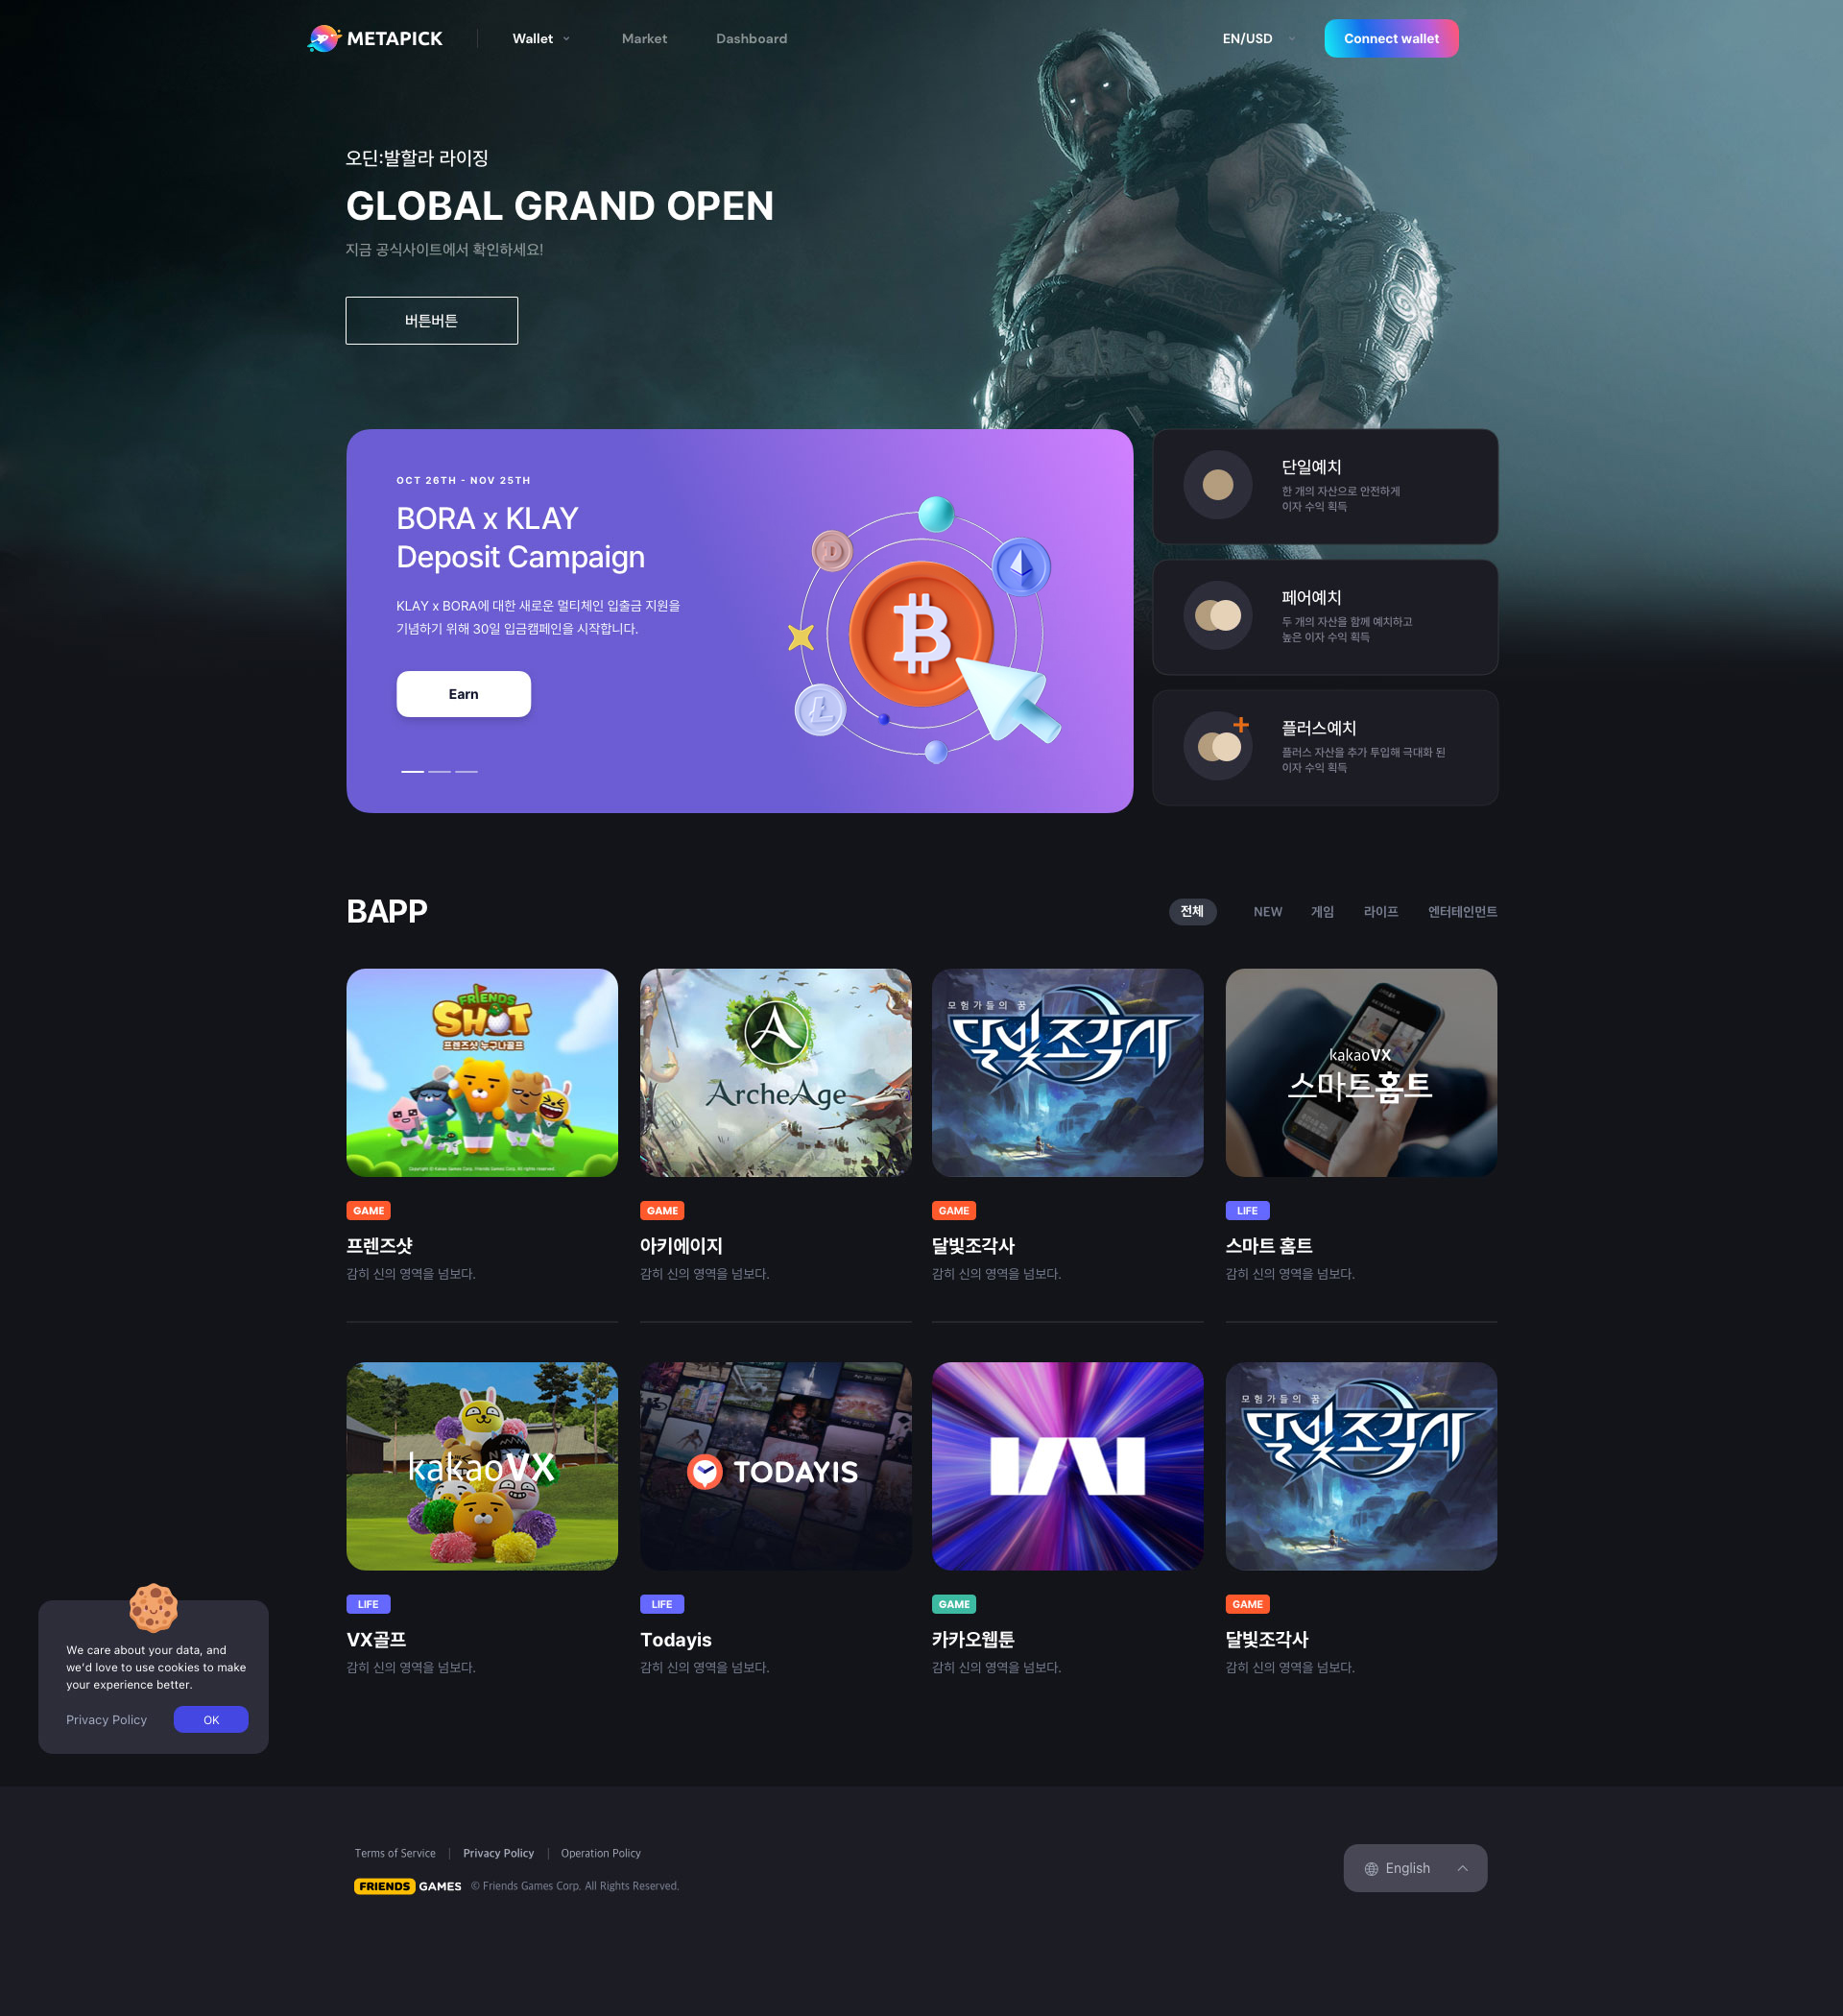 METAPICK
Wallet
Market
Dashboard
EN/USD
Connect wallet
오딘:발할라 라이징
GLOBAL GRAND OPEN
지금 공식사이트에서 확인하세요!
버튼버튼
OCT 26TH - NOV 25TH
BORA x KLAY
Deposit Campaign
KLAY x BORA에 대한 새로운 멀티체인 입출금 지원을
기념하기 위해 30일 입금캠페인을 시작합니다.
Earn
단일예치
한 개의 자산으로 안전하게
이자 수익 획득
페어예치
두 개의 자산을 함께 예치하고
높은 이자 수익 획득
플러스예치
플러스 자산을 추가 투입해 극대화 된
이자 수익 획득
BAPP
전체
NEW
게임
라이프
엔터테인먼트
FRIENDS
SHOT
프렌즈샷 누구나골프
Copyright © Kakao Games Corp. Friends Games Corp. All rights reserved.
ArcheAge
모험가들의 꿈
달빛조각사
kakaoVX
스마트홈트
GAME
프렌즈샷
감히 신의 영역을 넘보다.
GAME
아키에이지
감히 신의 영역을 넘보다.
GAME
달빛조각사
감히 신의 영역을 넘보다.
LIFE
스마트 홈트
감히 신의 영역을 넘보다.
kakaoVX
TODAYIS
모험가들의 꿈
달빛조각사
LIFE
VX골프
감히 신의 영역을 넘보다.
LIFE
Todayis
감히 신의 영역을 넘보다.
GAME
카카오웹툰
감히 신의 영역을 넘보다.
GAME
달빛조각사
감히 신의 영역을 넘보다.
We care about your data, and
we'd love to use cookies to make
your experience better.
Privacy Policy
OK
Terms of Service
Privacy Policy
Operation Policy
FRIENDS GAMES
© Friends Games Corp. All Rights Reserved.
English